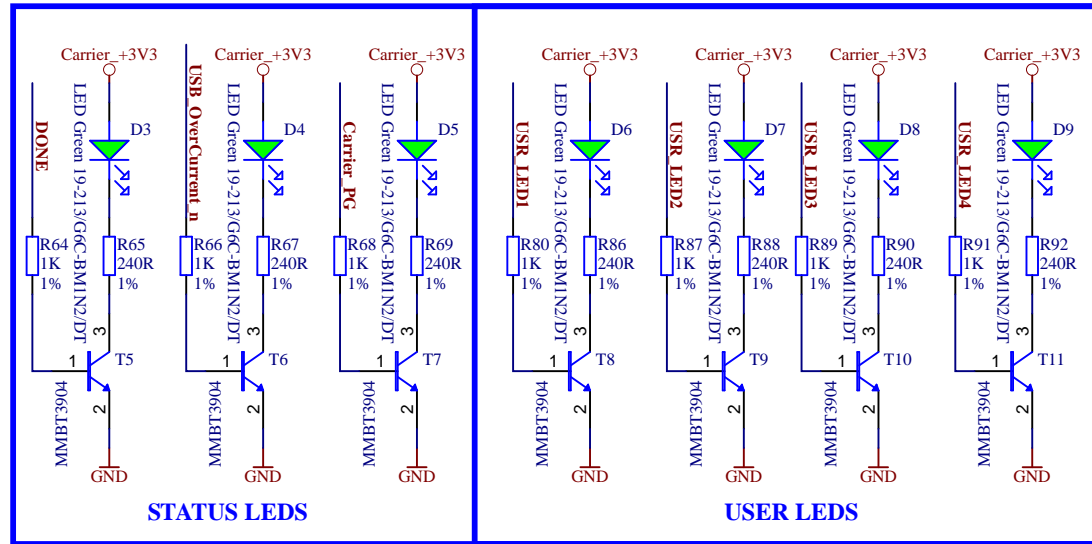 Carrier_+3V3
DONE
LED Green 19-213/G6C-BM1N2/DT
D3
R64
1K
1%
R65
240R
1%
3
1
T5
2
MMBT3904
GND
Carrier_+3V3
USB_OverCurrent_n
LED Green 19-213/G6C-BM1N2/DT
D4
R66
1K
1%
R67
240R
1%
3
1
T6
2
MMBT3904
GND
Carrier_+3V3
Carrier_PG
LED Green 19-213/G6C-BM1N2/DT
D5
R68
1K
1%
R69
240R
1%
3
1
T7
2
MMBT3904
GND
STATUS LEDS
Carrier_+3V3
USR_LED1
LED Green 19-213/G6C-BM1N2/DT
D6
R80
1K
1%
R86
240R
1%
3
1
T8
2
MMBT3904
GND
Carrier_+3V3
USR_LED2
LED Green 19-213/G6C-BM1N2/DT
D7
R87
1K
1%
R88
240R
1%
3
1
T9
2
MMBT3904
GND
Carrier_+3V3
USR_LED3
LED Green 19-213/G6C-BM1N2/DT
D8
R89
1K
1%
R90
240R
1%
3
1
T10
2
MMBT3904
GND
Carrier_+3V3
USR_LED4
LED Green 19-213/G6C-BM1N2/DT
D9
R91
1K
1%
R92
240R
1%
3
1
T11
2
MMBT3904
GND
USER LEDS